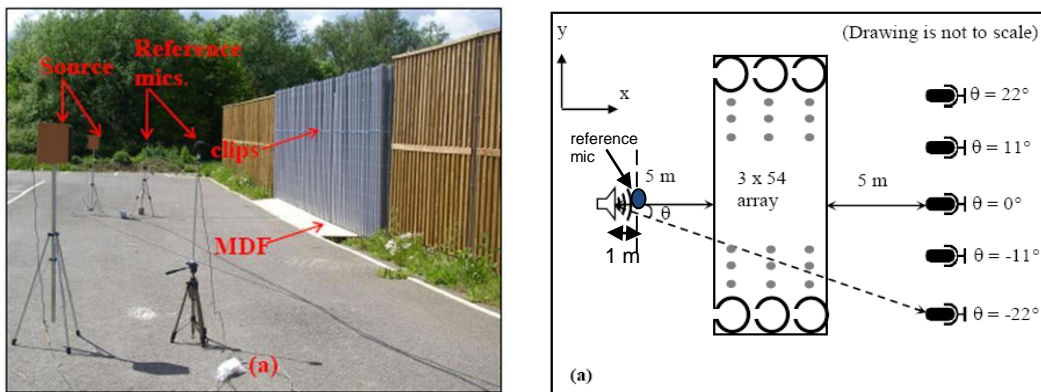 Source
Reference
mics.
clips
MDF
(a)
y
x
(Drawing is not to scale)
reference
mic
5 m
θ
1 m
3 x 54
array
5 m
θ = 22°
θ = 11°
θ = 0°
θ = -11°
θ = -22°
(a)